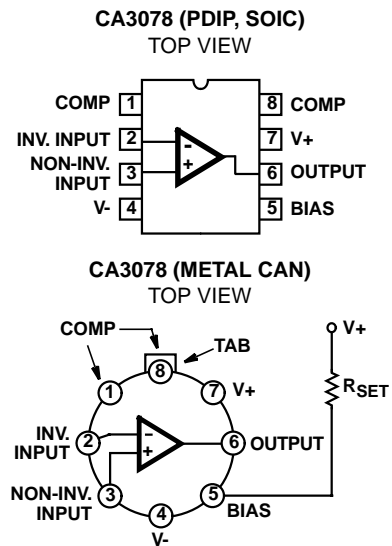 CA3078 (PDIP, SOIC)
TOP VIEW
COMP 1
8 COMP
INV. INPUT 2
7 V+
NON-INV.
INPUT 3
6 OUTPUT
V- 4
5 BIAS
-
+
CA3078 (METAL CAN)
TOP VIEW
COMP
TAB
V+
8
1
7 V+
RSET
INV.
INPUT
2
-
+
6 OUTPUT
NON-INV.
INPUT
3
5
BIAS
4
V-